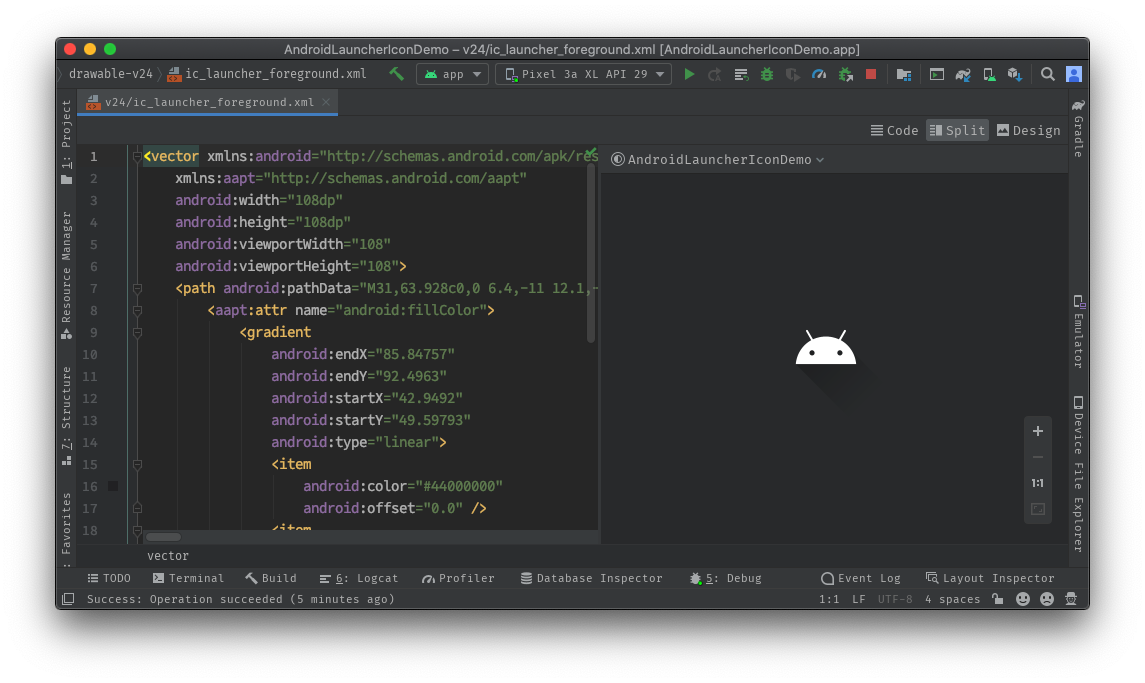 AndroidLauncherIconDemo – v24/ic_launcher_foreground.xml [AndroidLauncherIconDemo.app]
drawable-v24 ic_launcher_foreground.xml app Pixel 3a XL API 29
v24/ic_launcher_foreground.xml
Code Split Design
AndroidLauncherIconDemo
1 <vector xmlns:android="http://schemas.android.com/apk/res
2 xmlns:aapt="http://schemas.android.com/aapt"
3 android:width="108dp"
4 android:height="108dp"
5 android:viewportWidth="108"
6 android:viewportHeight="108">
7 <path android:pathData="M31,63.928c0,0 6.4,-11 12.1,-
8 <aapt:attr name="android:fillColor">
9 <gradient
10 android:endX="85.84757"
11 android:endY="92.4963"
12 android:startX="42.9492"
13 android:startY="49.59793"
14 android:type="linear">
15 <item
16 android:color="#44000000"
17 android:offset="0.0" />
18 <item
1: Project
Resource Manager
7: Structure
: Favorites
Gradle
Emulator
Device File Explorer
+
−
1:1
vector
TODO Terminal Build 6: Logcat Profiler Database Inspector 5: Debug Event Log Layout Inspector
Success: Operation succeeded (5 minutes ago) 1:1 LF UTF-8 4 spaces